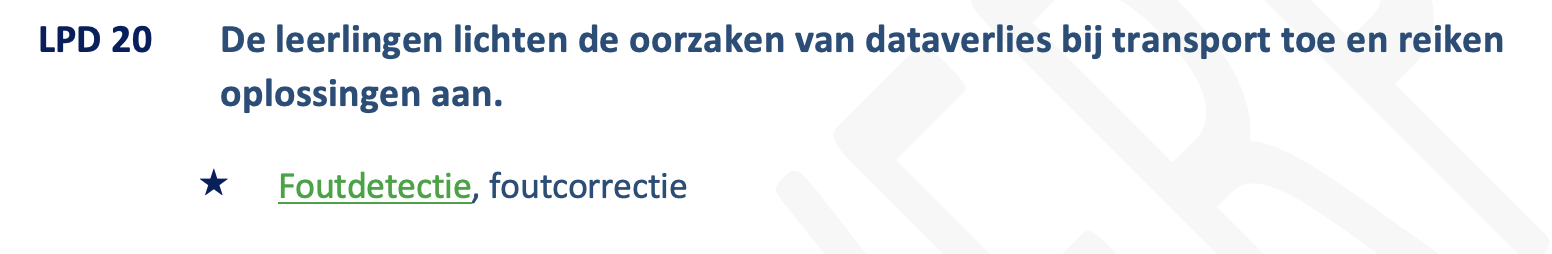 LPD 20 De leerlingen lichten de oorzaken van dataverlies bij transport toe en reiken
oplossingen aan.
★ Foutdetectie, foutcorrectie